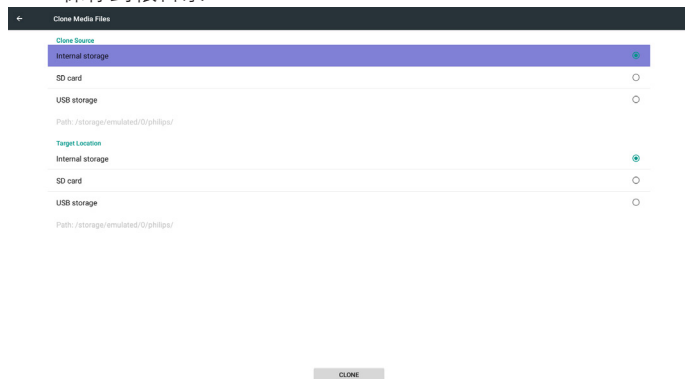 Clone Media Files
Clone Source
Internal storage
SD card
USB storage
Path: /storage/emulated/0/philips/
Target Location
Internal storage
SD card
USB storage
Path: /storage/emulated/0/philips/
CLONE